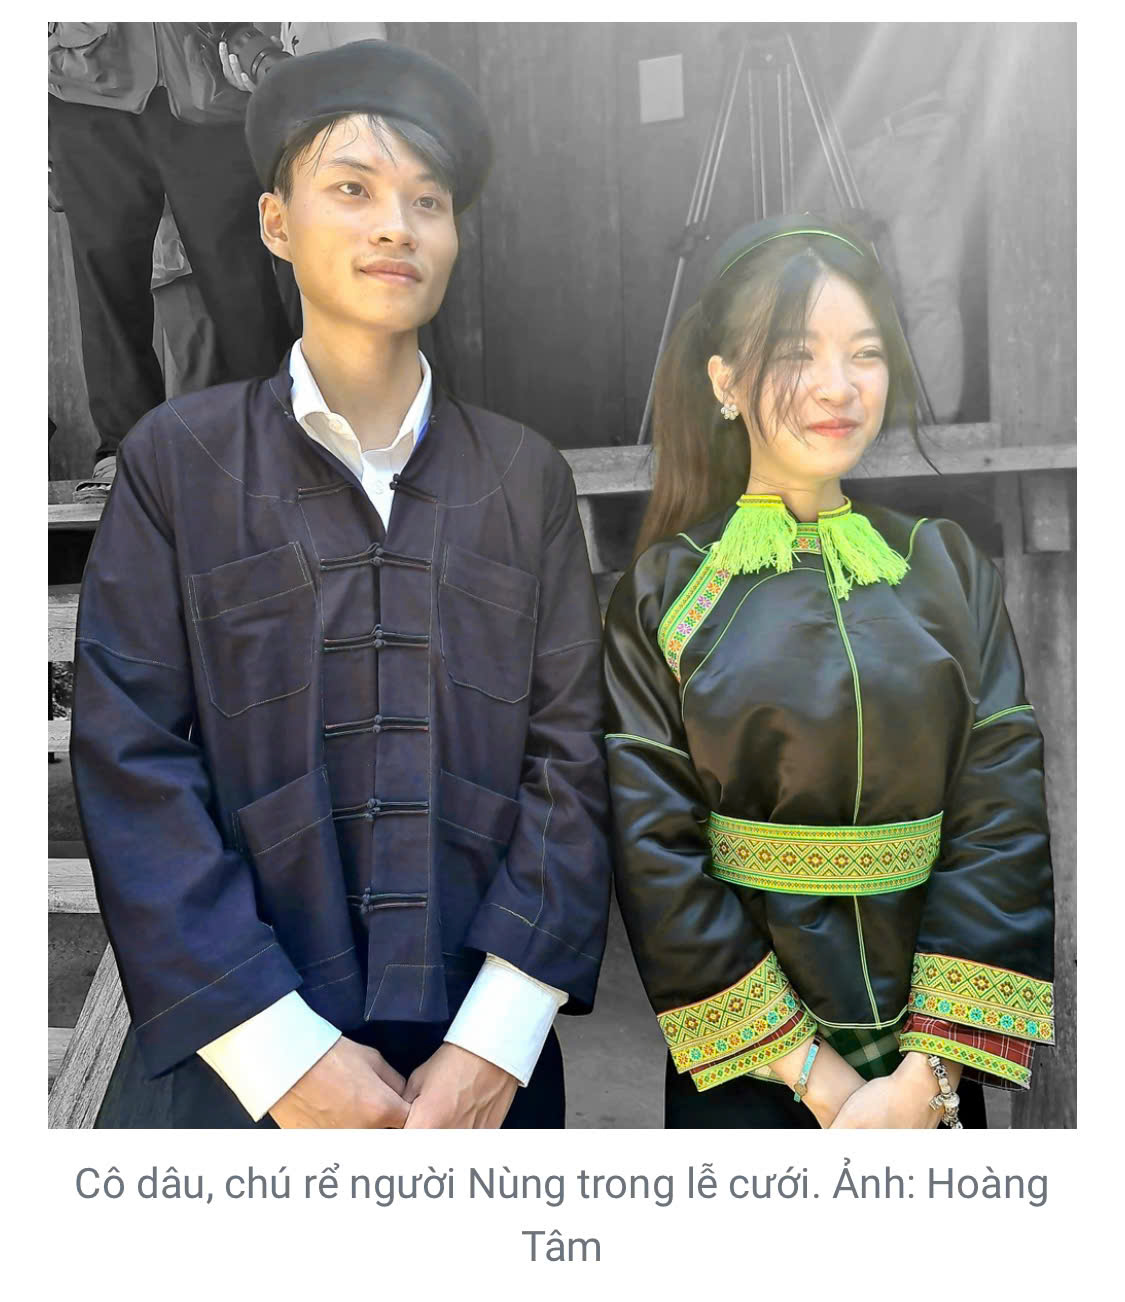 Cô dâu, chú rể người Nùng trong lễ cưới. Ảnh: Hoàng
Tâm